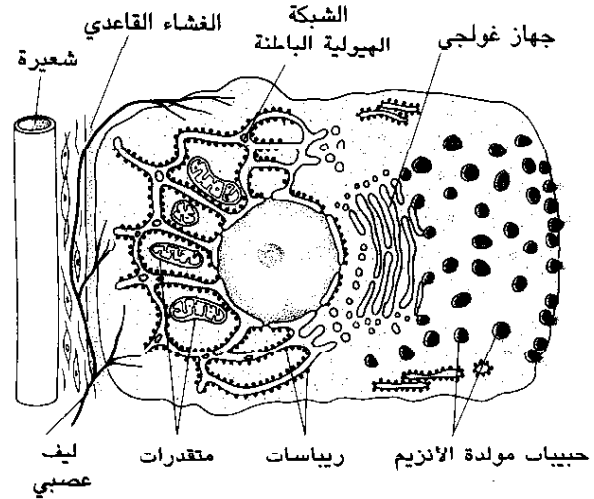 الشبكة
الهيولية الباطنة
الغشاء القاعدي
جهاز غولجي
شعيرة
ليف
عصبي
متقدرات
ريباسات
حبيبات مولدة الأنزيم